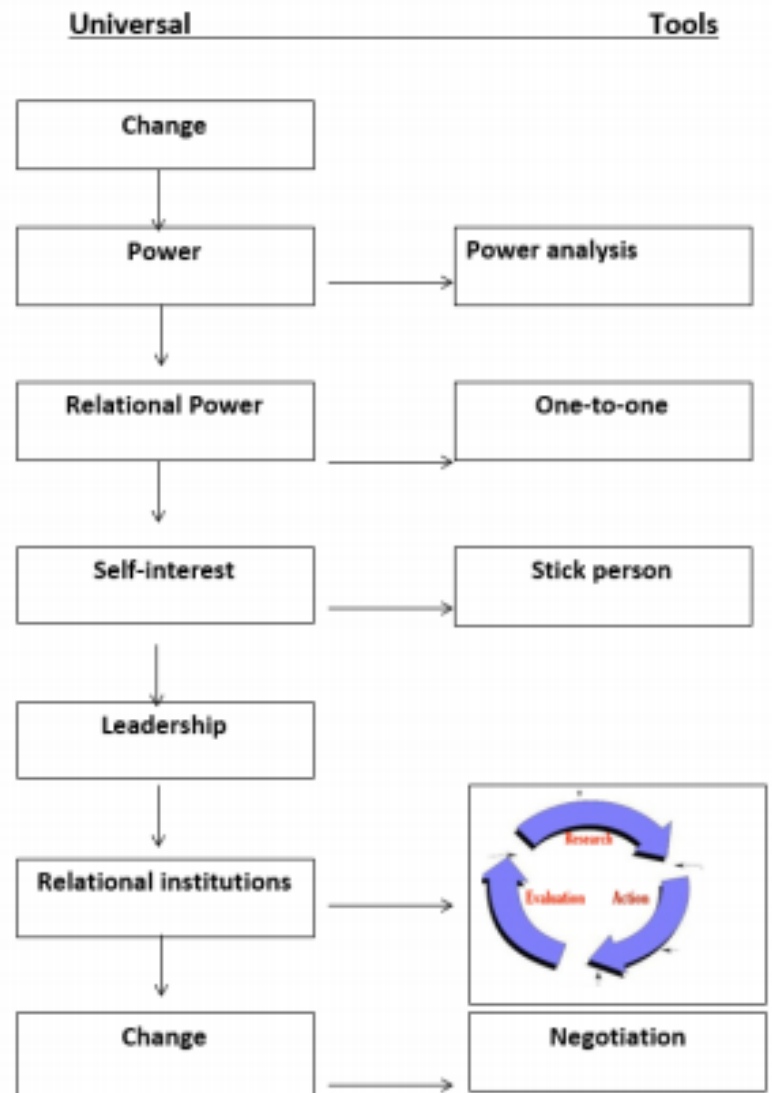 Universal Tools
Change
Power
Power analysis
Relational Power
One-to-one
Self-interest
Stick person
Leadership
Relational institutions
Research
Evaluation Action
Change
Negotiation